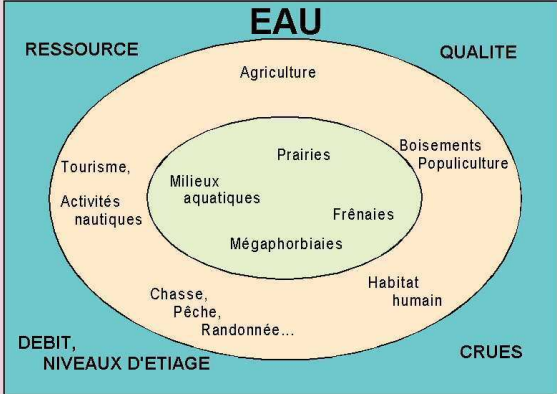 EAU
RESSOURCE
QUALITE
Agriculture
Boisements
Populiculture
Tourisme,
Activités
nautiques
Prairies
Milieux
aquatiques
Frênaies
Mégaphorbiaies
Habitat
humain
Chasse,
Pêche,
Randonnée...
DEBIT,
NIVEAUX D'ETIAGE
CRUES